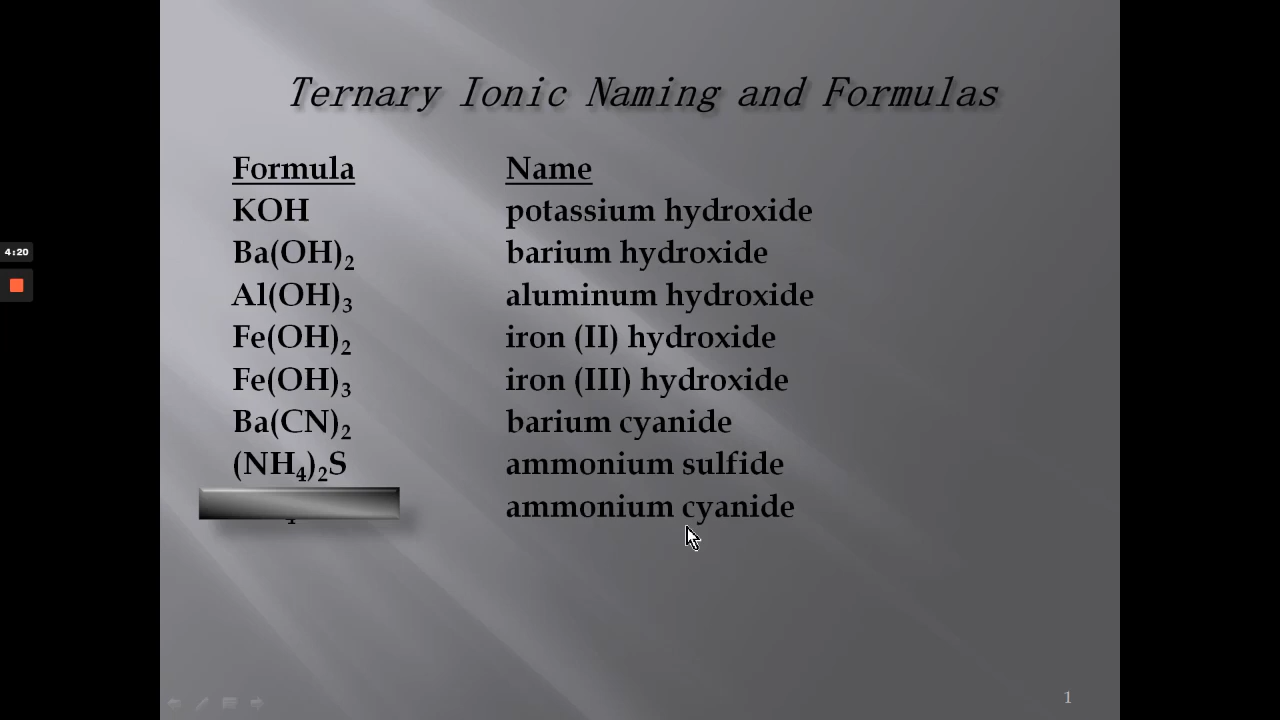 Ternary Ionic Naming and Formulas
Formula Name
KOH potassium hydroxide
4:20
Ba(OH)₂ barium hydroxide
Al(OH)₃ aluminum hydroxide
Fe(OH)₂ iron (II) hydroxide
Fe(OH)₃ iron (III) hydroxide
Ba(CN)₂ barium cyanide
(NH₄)₂S ammonium sulfide
ammonium cyanide
1